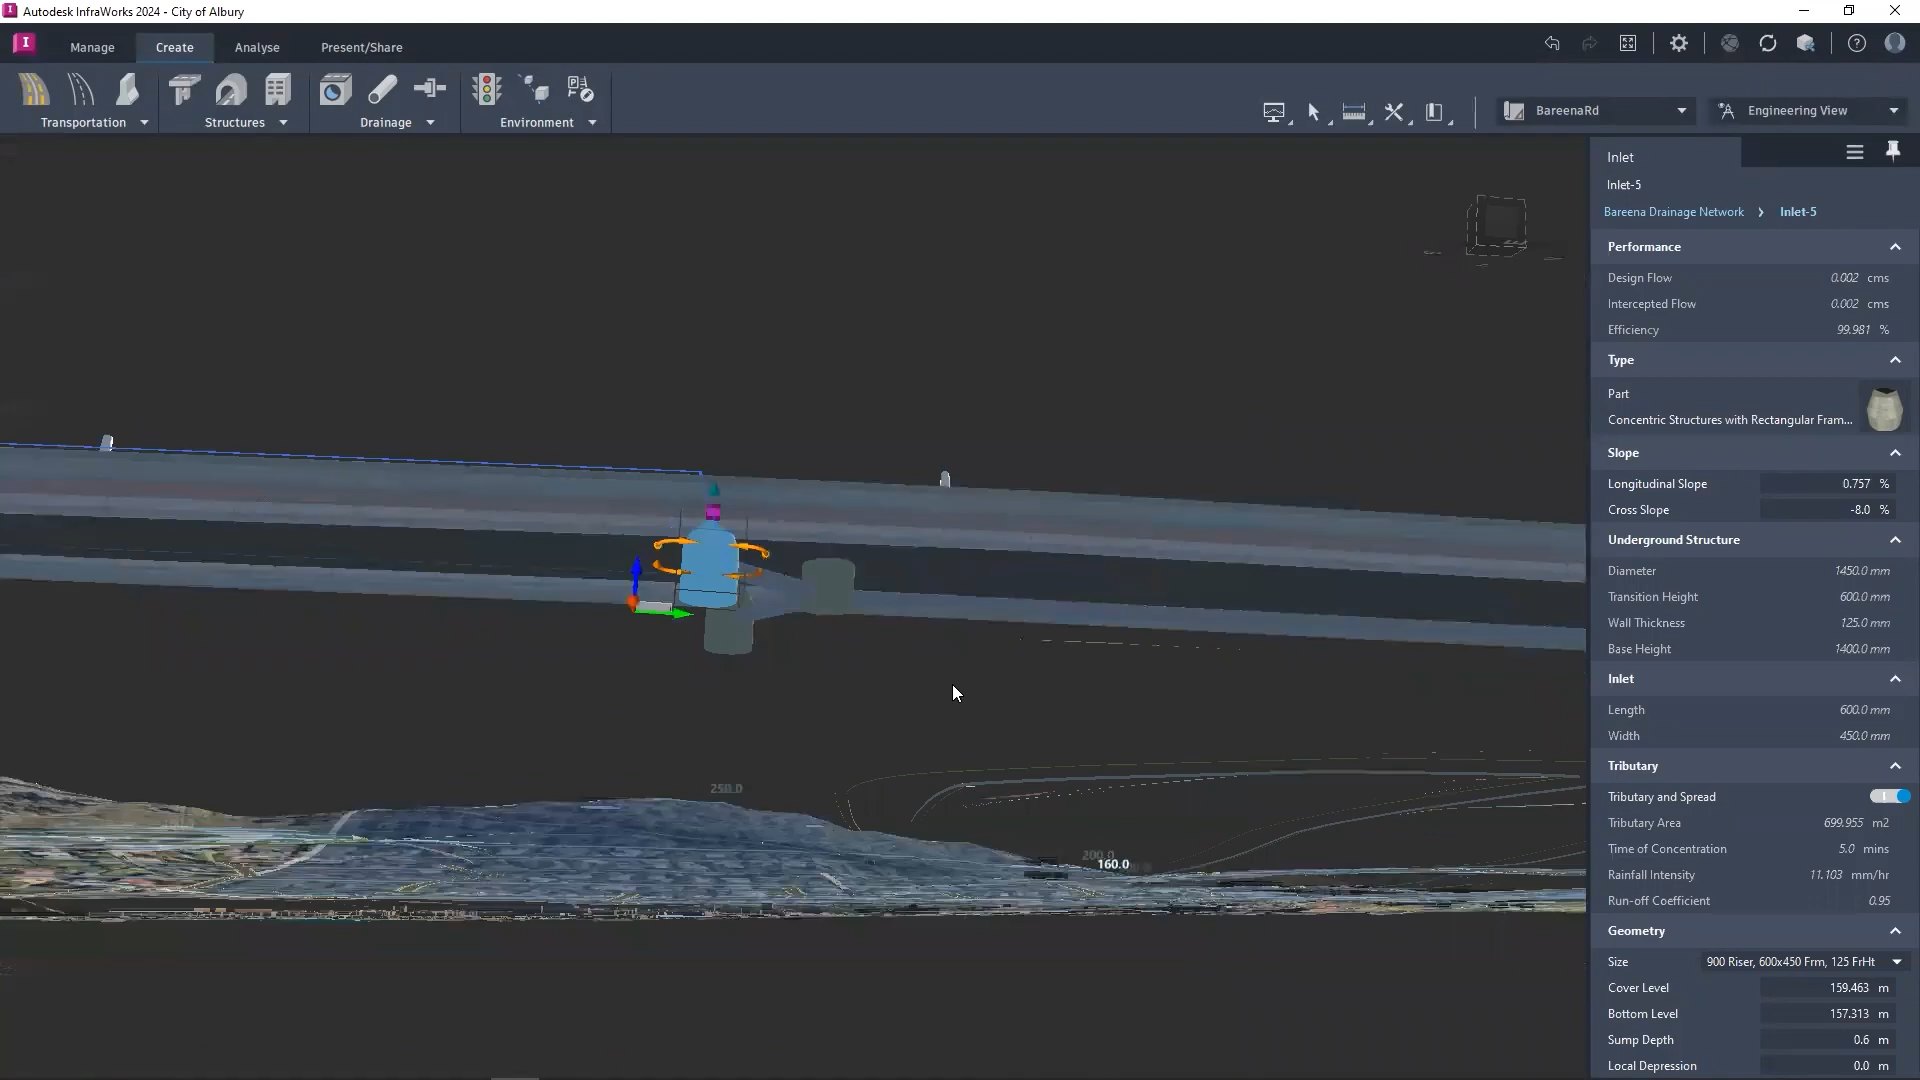 Autodesk InfraWorks 2024 - City of Albury
Manage
Create
Analyse
Present/Share
Transportation
Structures
Drainage
Environment
BareenaRd
Engineering View
Inlet
Inlet-5
Bareena Drainage Network > Inlet-5
Performance
Design Flow 0.002 cms
Intercepted Flow 0.002 cms
Efficiency 99.981 %
Type
Part
Concentric Structures with Rectangular Fram...
Slope
Longitudinal Slope 0.757 %
Cross Slope -8.0 %
Underground Structure
Diameter 1450.0 mm
Transition Height 600.0 mm
Wall Thickness 125.0 mm
Base Height 1400.0 mm
Inlet
Length 600.0 mm
Width 450.0 mm
Tributary
Tributary and Spread
Tributary Area 699.955 m2
Time of Concentration 5.0 mins
Rainfall Intensity 11.103 mm/hr
Run-off Coefficient 0.95
Geometry
Size 900 Riser, 600x450 Frm, 125 FrHt
Cover Level 159.463 m
Bottom Level 157.313 m
Sump Depth 0.6 m
Local Depression 0.0 m
250.0
200.0
160.0